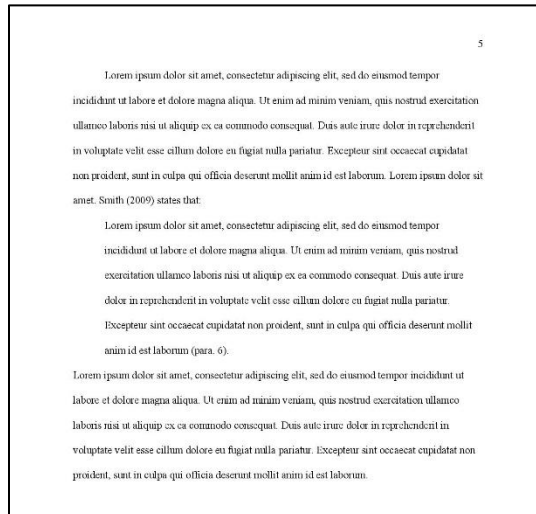 5
Lorem ipsum dolor sit amet, consectetur adipiscing elit, sed do eiusmod tempor
incididunt ut labore et dolore magna aliqua. Ut enim ad minim veniam, quis nostrud exercitation
ullamco laboris nisi ut aliquip ex ea commodo consequat. Duis aute irure dolor in reprehenderit
in voluptate velit esse cillum dolore eu fugiat nulla pariatur. Excepteur sint occaecat cupidatat
non proident, sunt in culpa qui officia deserunt mollit anim id est laborum. Lorem ipsum dolor sit
amet. Smith (2009) states that:
Lorem ipsum dolor sit amet, consectetur adipiscing elit, sed do eiusmod tempor
incididunt ut labore et dolore magna aliqua. Ut enim ad minim veniam, quis nostrud
exercitation ullamco laboris nisi ut aliquip ex ea commodo consequat. Duis aute irure
dolor in reprehenderit in voluptate velit esse cillum dolore eu fugiat nulla pariatur.
Excepteur sint occaecat cupidatat non proident, sunt in culpa qui officia deserunt mollit
anim id est laborum (para. 6).
Lorem ipsum dolor sit amet, consectetur adipiscing elit, sed do eiusmod tempor incididunt ut
labore et dolore magna aliqua. Ut enim ad minim veniam, quis nostrud exercitation ullamco
laboris nisi ut aliquip ex ea commodo consequat. Duis aute irure dolor in reprehenderit in
voluptate velit esse cillum dolore eu fugiat nulla pariatur. Excepteur sint occaecat cupidatat non
proident, sunt in culpa qui officia deserunt mollit anim id est laborum.